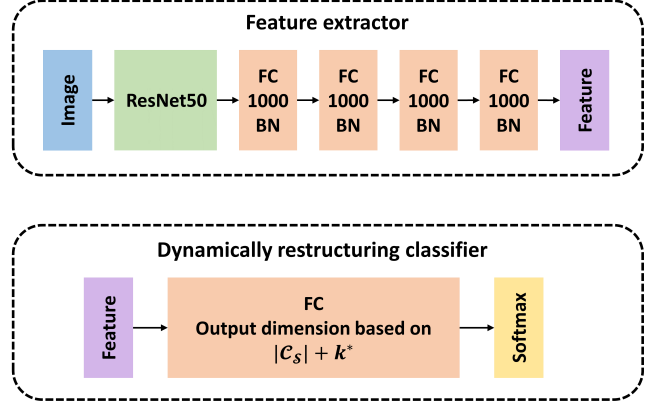 Feature extractor
Image
ResNet50
FC
1000
BN
FC
1000
BN
FC
1000
BN
FC
1000
BN
Feature
Dynamically restructuring classifier
Feature
FC
Output dimension based on
|𝓒_𝓢| + 𝒌*
Softmax